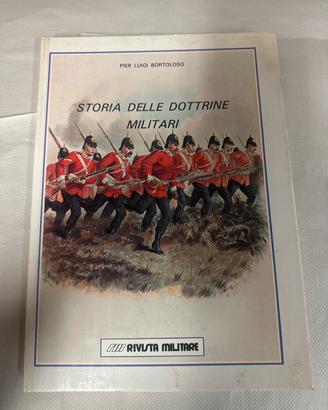 PIER LUIGI BORTOLOSO
STORIA DELLE DOTTRINE
MILITARI
RIVISTA MILITARE